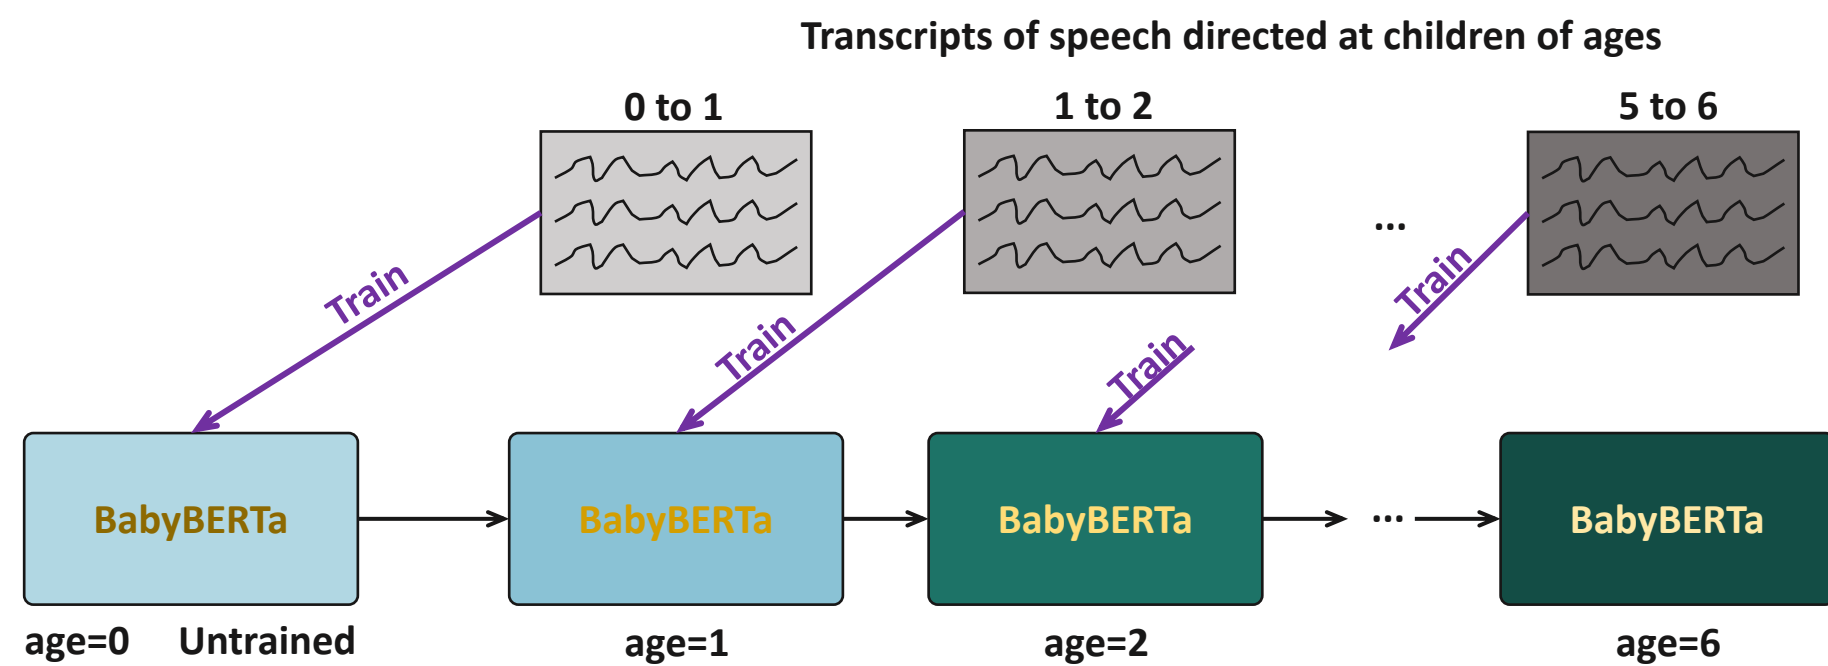 Transcripts of speech directed at children of ages
0 to 1
1 to 2
5 to 6
...
Train
Train
Train
Train
BabyBERTa
BabyBERTa
BabyBERTa
...
BabyBERTa
age=0 Untrained
age=1
age=2
age=6